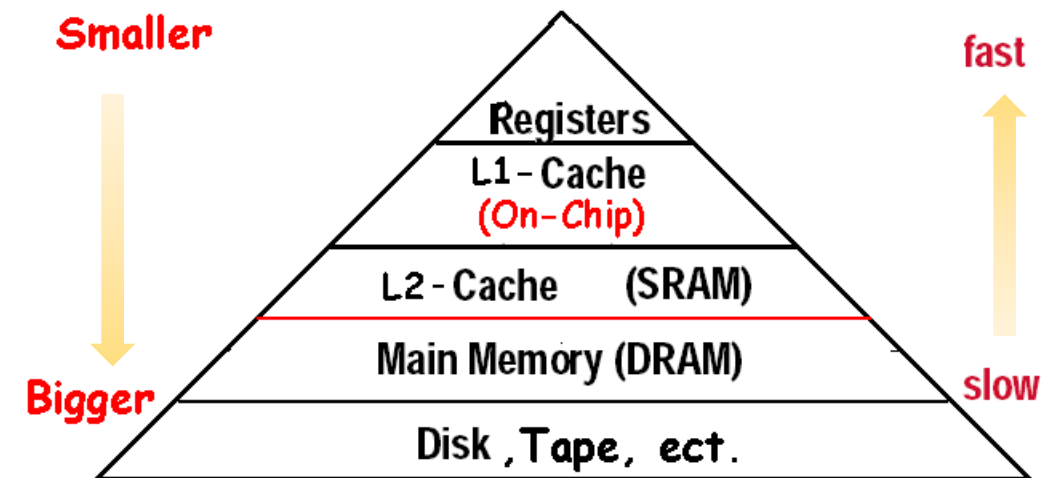 Smaller
fast
Registers
L1-Cache
(On-Chip)
L2-Cache (SRAM)
Main Memory (DRAM)
Bigger
slow
Disk ,Tape, ect.